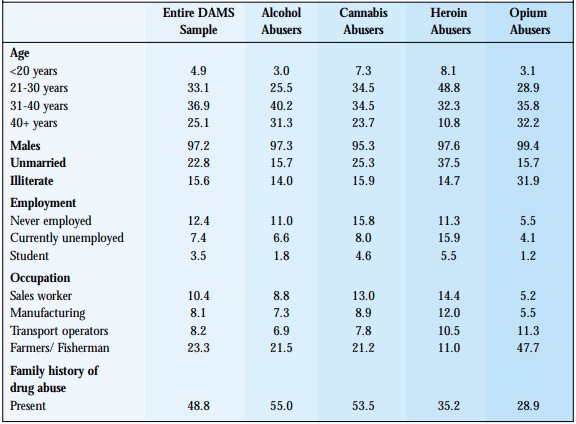 Entire DAMS Alcohol Cannabis Heroin Opium
Sample Abusers Abusers Abusers Abusers
Age
<20 years 4.9 3.0 7.3 8.1 3.1
21-30 years 33.1 25.5 34.5 48.8 28.9
31-40 years 36.9 40.2 34.5 32.3 35.8
40+ years 25.1 31.3 23.7 10.8 32.2
Males 97.2 97.3 95.3 97.6 99.4
Unmarried 22.8 15.7 25.3 37.5 15.7
Illiterate 15.6 14.0 15.9 14.7 31.9
Employment
Never employed 12.4 11.0 15.8 11.3 5.5
Currently unemployed 7.4 6.6 8.0 15.9 4.1
Student 3.5 1.8 4.6 5.5 1.2
Occupation
Sales worker 10.4 8.8 13.0 14.4 5.2
Manufacturing 8.1 7.3 8.9 12.0 5.5
Transport operators 8.2 6.9 7.8 10.5 11.3
Farmers/ Fisherman 23.3 21.5 21.2 11.0 47.7
Family history of
drug abuse
Present 48.8 55.0 53.5 35.2 28.9